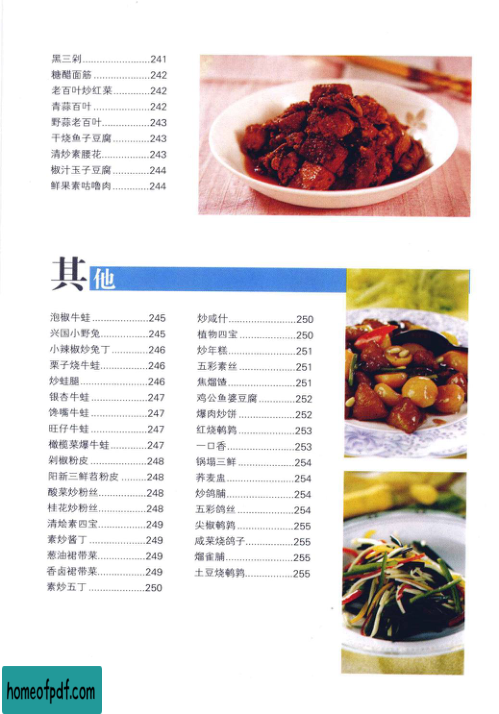 黑三剁......................241
糖醋面筋..................242
老百叶炒红菜............242
青蒜百叶..................242
野蒜老百叶...............243
干烧鱼子豆腐............243
清炒素腰花...............243
椒汁玉子豆腐............244
鲜果素咕噜肉............244
其他
泡椒牛蛙...................245
兴国小野兔................245
小辣椒炒兔丁............246
栗子烧牛蛙................246
炒蛙腿......................246
银杏牛蛙...................247
馋嘴牛蛙...................247
旺仔牛蛙...................247
橄榄菜爆牛蛙............247
剁椒粉皮...................248
阳新三鲜苕粉皮.........248
酸菜炒粉丝................248
桂花炒粉丝................248
清烩素四宝................249
素炒酱丁...................249
葱油裙带菜................249
香卤裙带菜................249
素炒五丁...................250
炒咸什......................250
植物四宝...................250
炒年糕......................251
五彩素丝...................251
焦熘馇......................251
鸡公煲婆豆腐............252
爆肉炒饼...................252
红烧鹌鹑...................253
一口香......................253
锅塌三鲜...................254
荞麦蛊......................254
炒鸽脯......................254
五彩鸽丝...................254
尖椒鹌鹑...................255
咸菜烧鸽子................255
熘雀脯......................255
土豆烧鹌鹑................255
homeofpdf.com